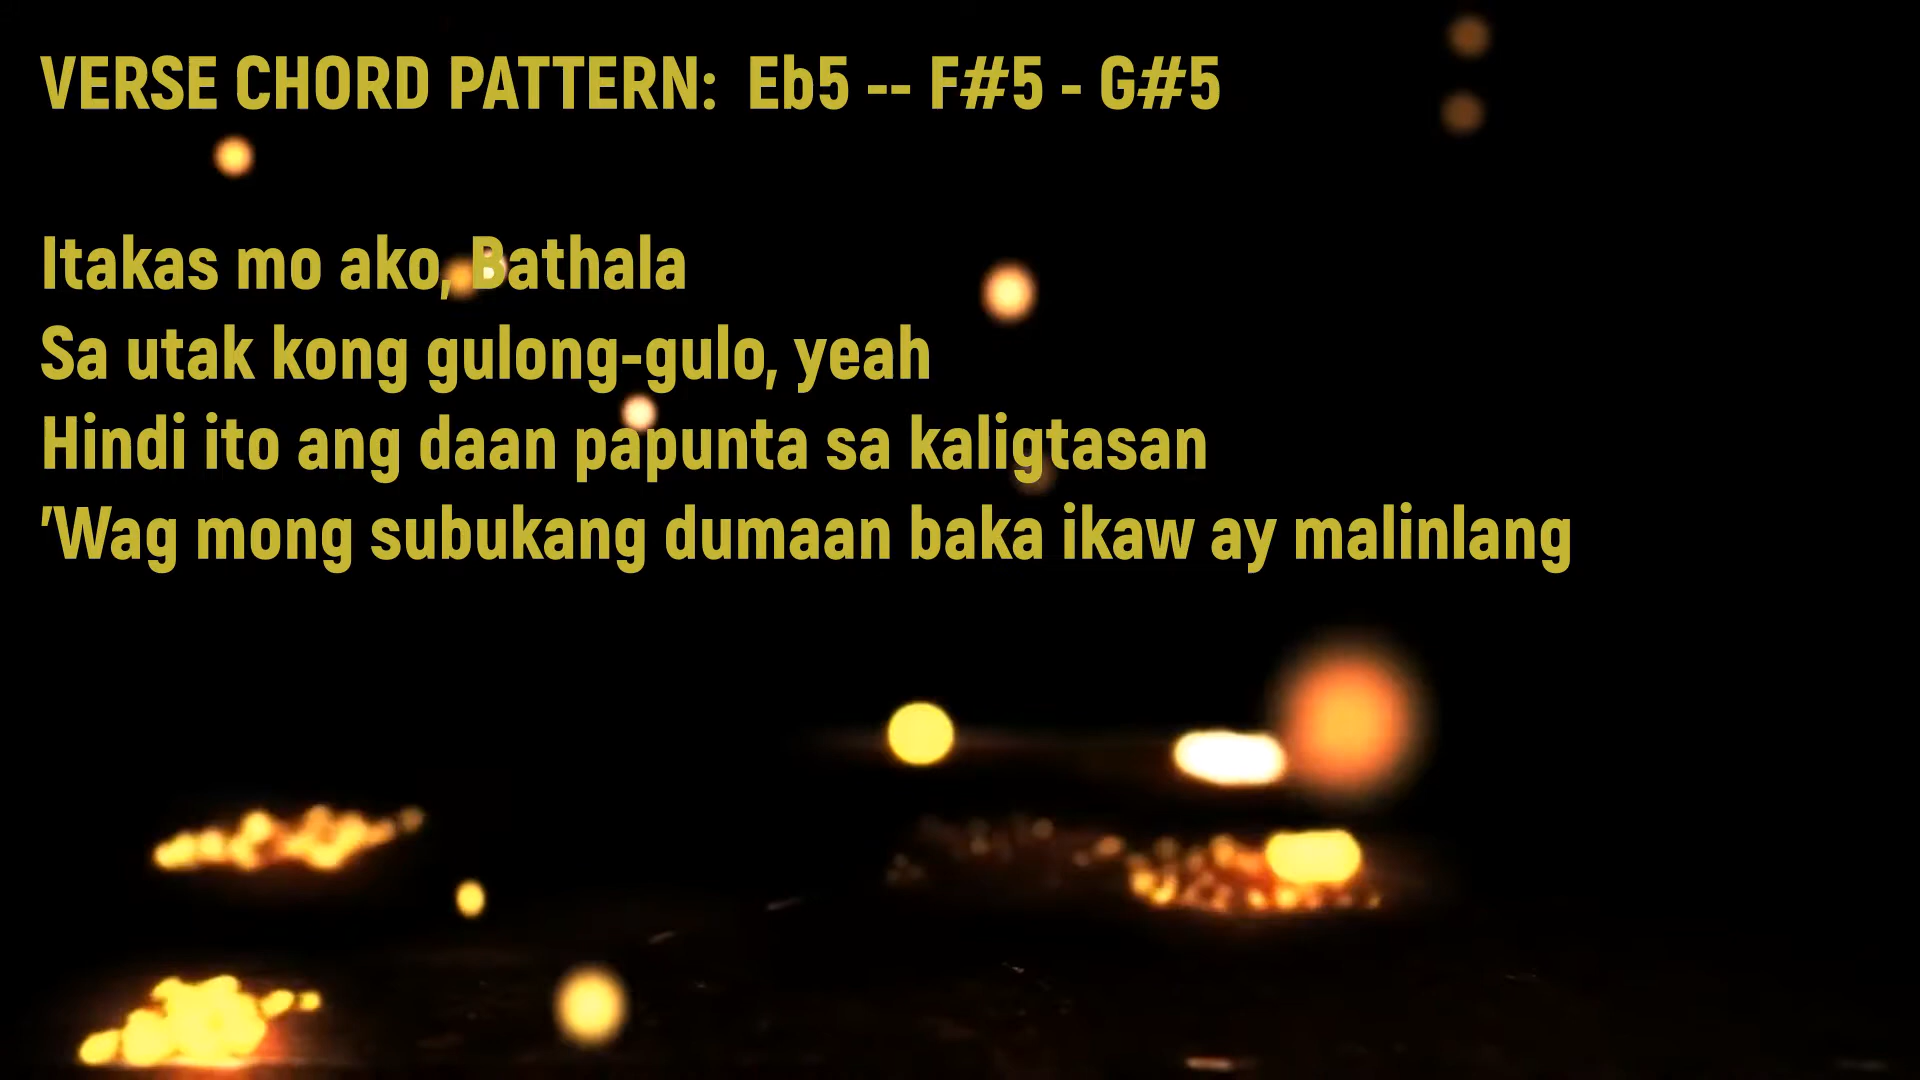 VERSE CHORD PATTERN:  Eb5 -- F#5 - G#5
Itakas mo ako, Bathala
Sa utak kong gulong-gulo, yeah
Hindi ito ang daan papunta sa kaligtasan
'Wag mong subukang dumaan baka ikaw ay malinlang